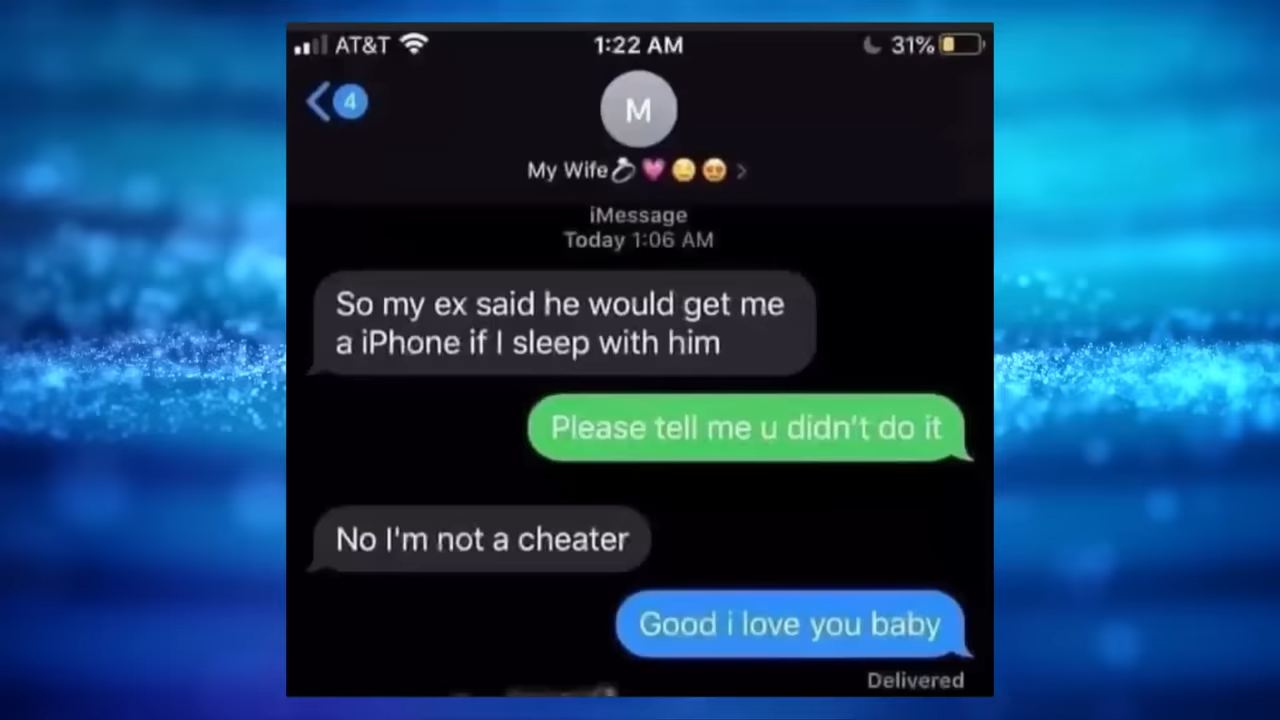 AT&T 1:22 AM 31%
4
M
My Wife💍💗😊😍 >
iMessage
Today 1:06 AM
So my ex said he would get me
a iPhone if I sleep with him
Please tell me u didn't do it
No I'm not a cheater
Good i love you baby
Delivered